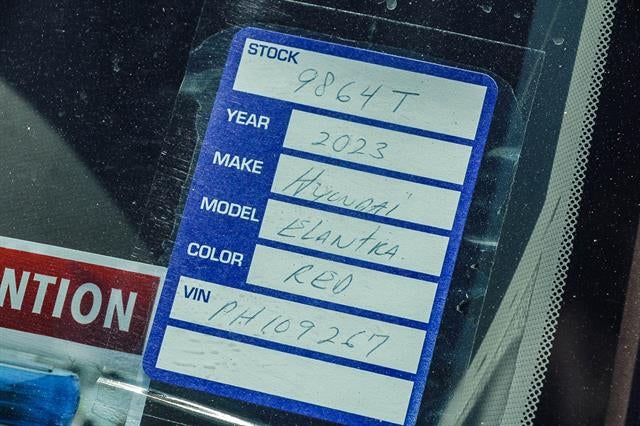 STOCK 9864T
YEAR 2023
MAKE HYUNDAI
MODEL ELANTRA.
COLOR RED
VIN PH109267
NTION